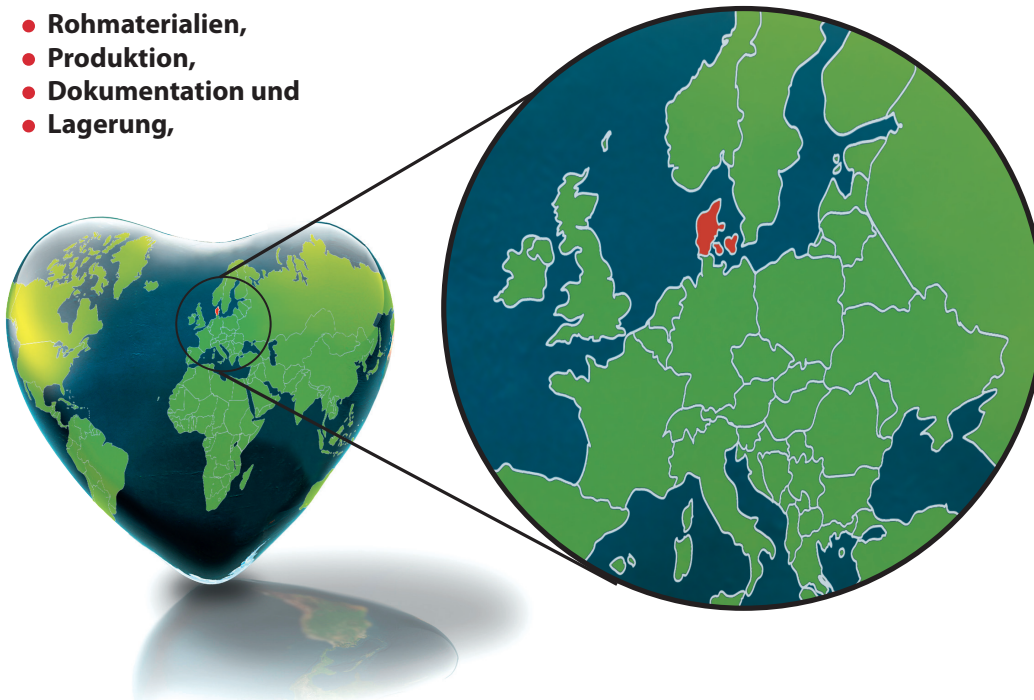 Rohmaterialien,
Produktion,
Dokumentation und
Lagerung,